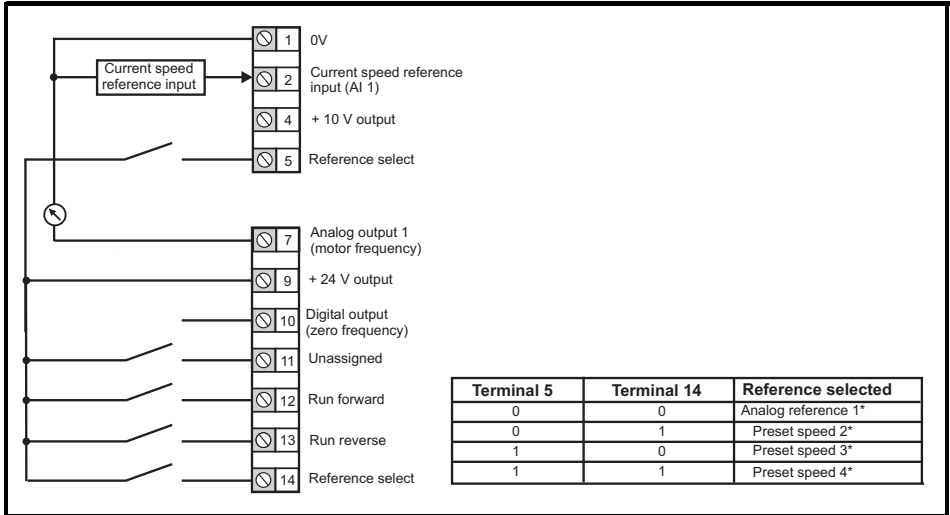 1 0V
Current speed
reference input
2 Current speed reference
input (AI 1)
4 + 10 V output
5 Reference select
7 Analog output 1
(motor frequency)
9 + 24 V output
10 Digital output
(zero frequency)
11 Unassigned
12 Run forward
13 Run reverse
14 Reference select
Terminal 5 Terminal 14 Reference selected
0 0 Analog reference 1*
0 1 Preset speed 2*
1 0 Preset speed 3*
1 1 Preset speed 4*